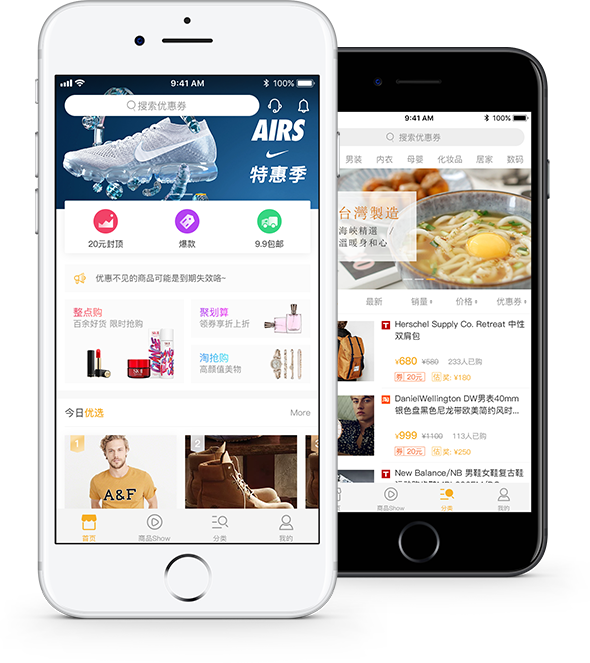 9:41 AM
100%
搜索优惠券
AIRS
特惠季
20元封顶
爆款
9.9包邮
优惠不见的商品可能是到期失效咯~
整点购
百余好货 限时抢购
聚划算
领券享折上折
淘抢购
高颜值美物
今日优选
More
1
2
A&F
首页
商品Show
分类
我的
9:41 AM
100%
搜索优惠券
男装
内衣
母婴
化妆品
居家
数码
台灣製造
海峽精選 /
溫暖身和心
最新
销量
价格
优惠券
T
Herschel Supply Co. Retreat 中性
双肩包
¥680
¥580
233人已购
券 20元
估 奖: ¥160
淘
DanielWellington DW男表40mm
银色盘黑色尼龙带欧美简约风时...
¥999
¥1100
113人已购
券 20元
估 奖: ¥250
T
New Balance/NB 男鞋女鞋复古鞋
商品Show
分类
我的